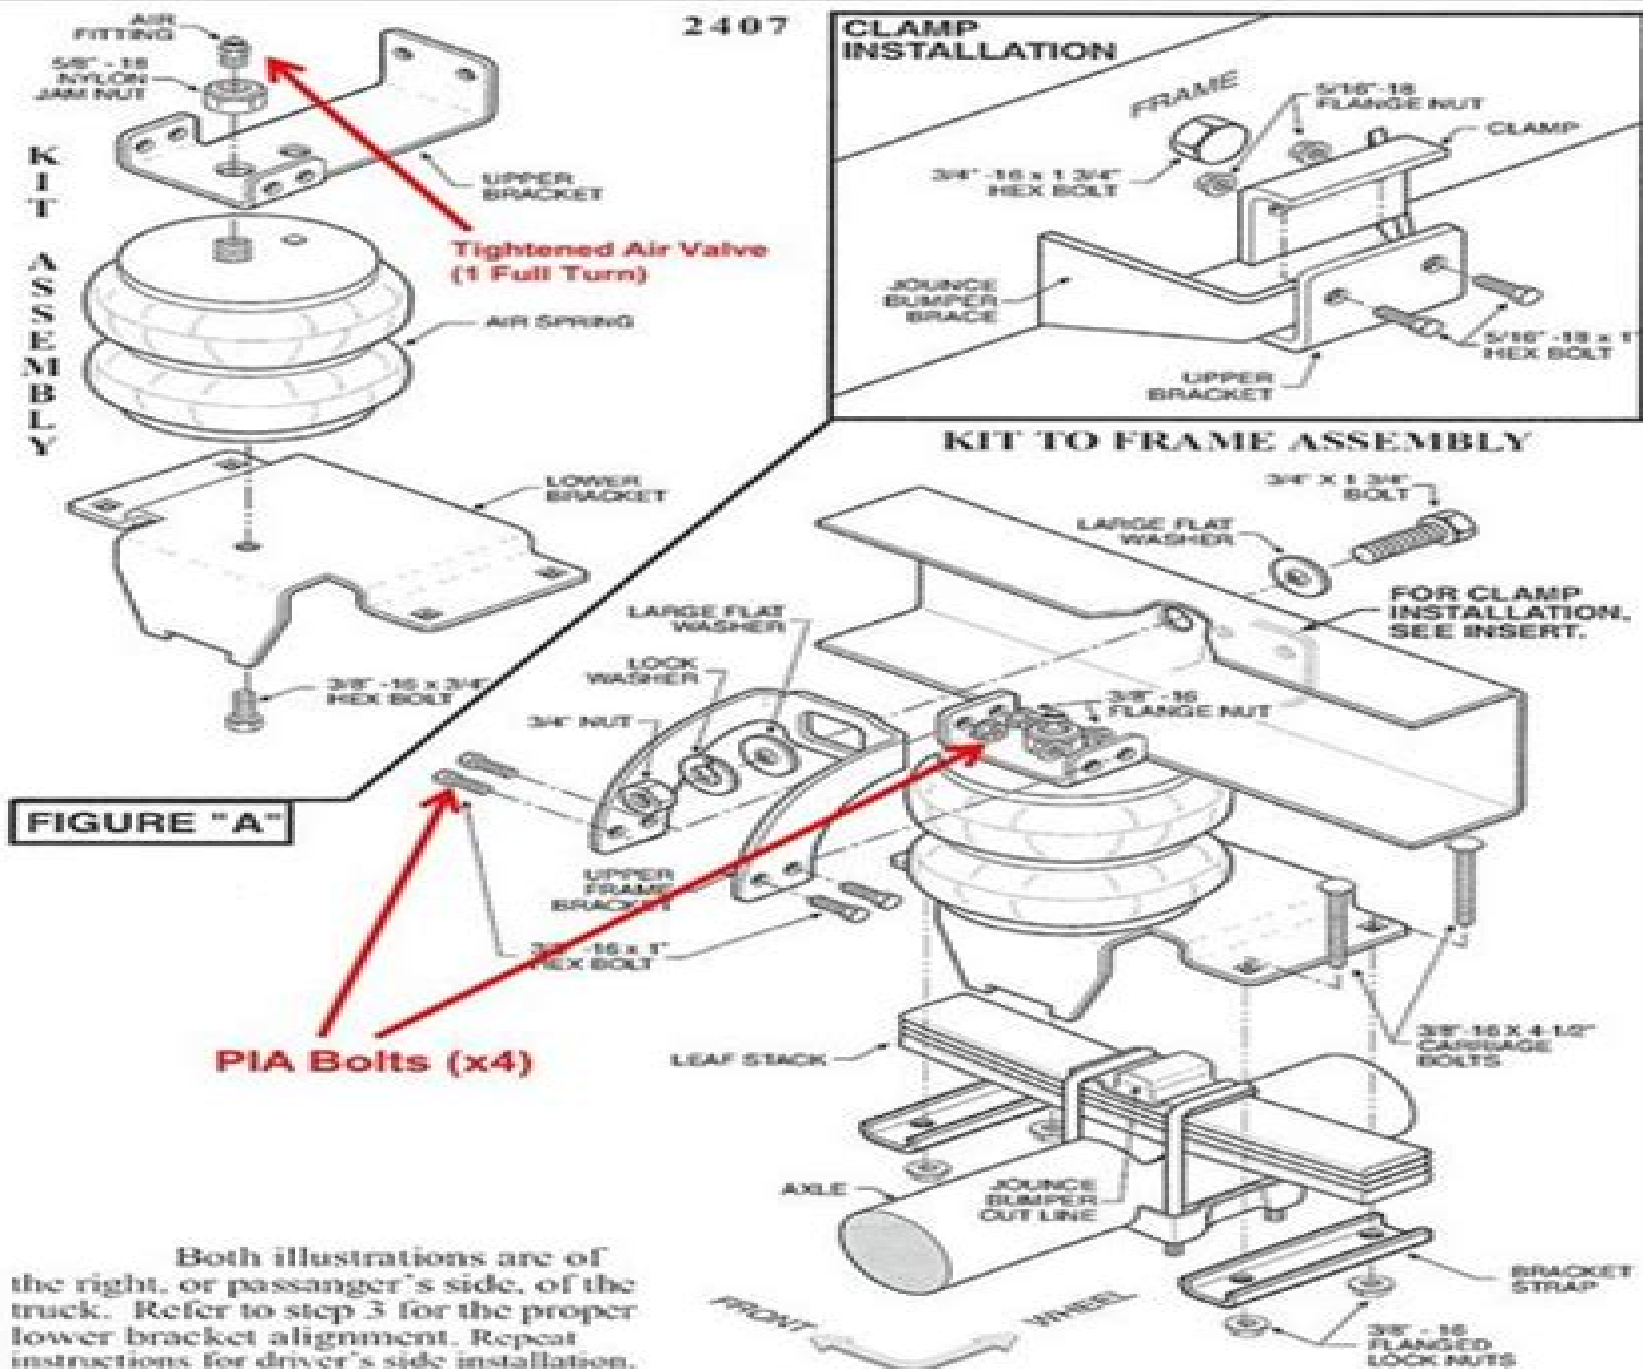 2407
AIR
FITTING
5/8" - 18
NYLON
JAM NUT
KIT ASSEMBLY
UPPER
BRACKET
Tightened Air Valve
(1 Full Turn)
AIR SPRING
LOWER
BRACKET
3/8" -16 x 3/4"
HEX BOLT
FIGURE "A"
CLAMP
INSTALLATION
FRAME
5/16"-18
FLANGE NUT
CLAMP
3/4" -16 x 1 3/4"
HEX BOLT
JOUNCE
BUMPER
BRACE
5/16" -18 x 1"
HEX BOLT
UPPER
BRACKET
KIT TO FRAME ASSEMBLY
3/4" X 1 3/4"
BOLT
LARGE FLAT
WASHER
FOR CLAMP
INSTALLATION,
SEE INSERT.
LARGE FLAT
WASHER
LOCK
WASHER
3/4" NUT
3/8" -16
FLANGE NUT
UPPER
FRAME
BRACKET
-16 x 1"
HEX BOLT
PIA Bolts (x4)
LEAF STACK
3/8"-16 X 4-1/2"
CARRIAGE
BOLTS
AXLE
JOUNCE
BUMPER
CUT LINE
BRACKET
STRAP
3/8" - 16
FLANGED
LOCK NUTS
FRONT
WHEEL
Both illustrations are of
the right, or passanger's side, of the
truck. Refer to step 3 for the proper
lower bracket alignment. Repeat
instructions for driver's side installation.